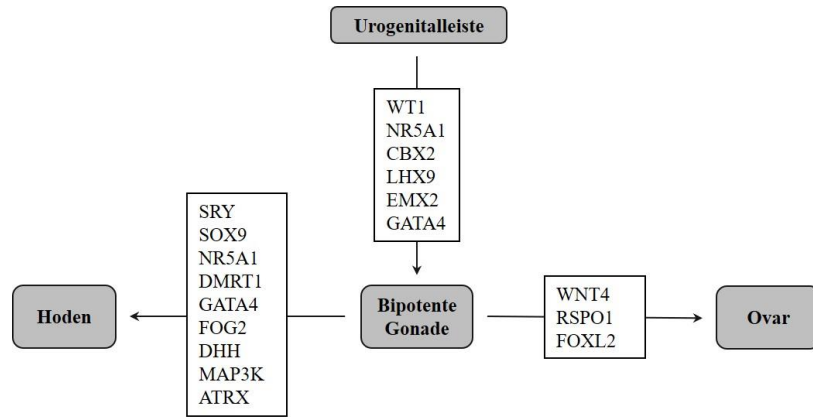 Urogenitalleiste
WT1
NR5A1
CBX2
LHX9
EMX2
GATA4
SRY
SOX9
NR5A1
DMRT1
GATA4
FOG2
DHH
MAP3K
ATRX
Hoden
Bipotente
Gonade
WNT4
RSPO1
FOXL2
Ovar